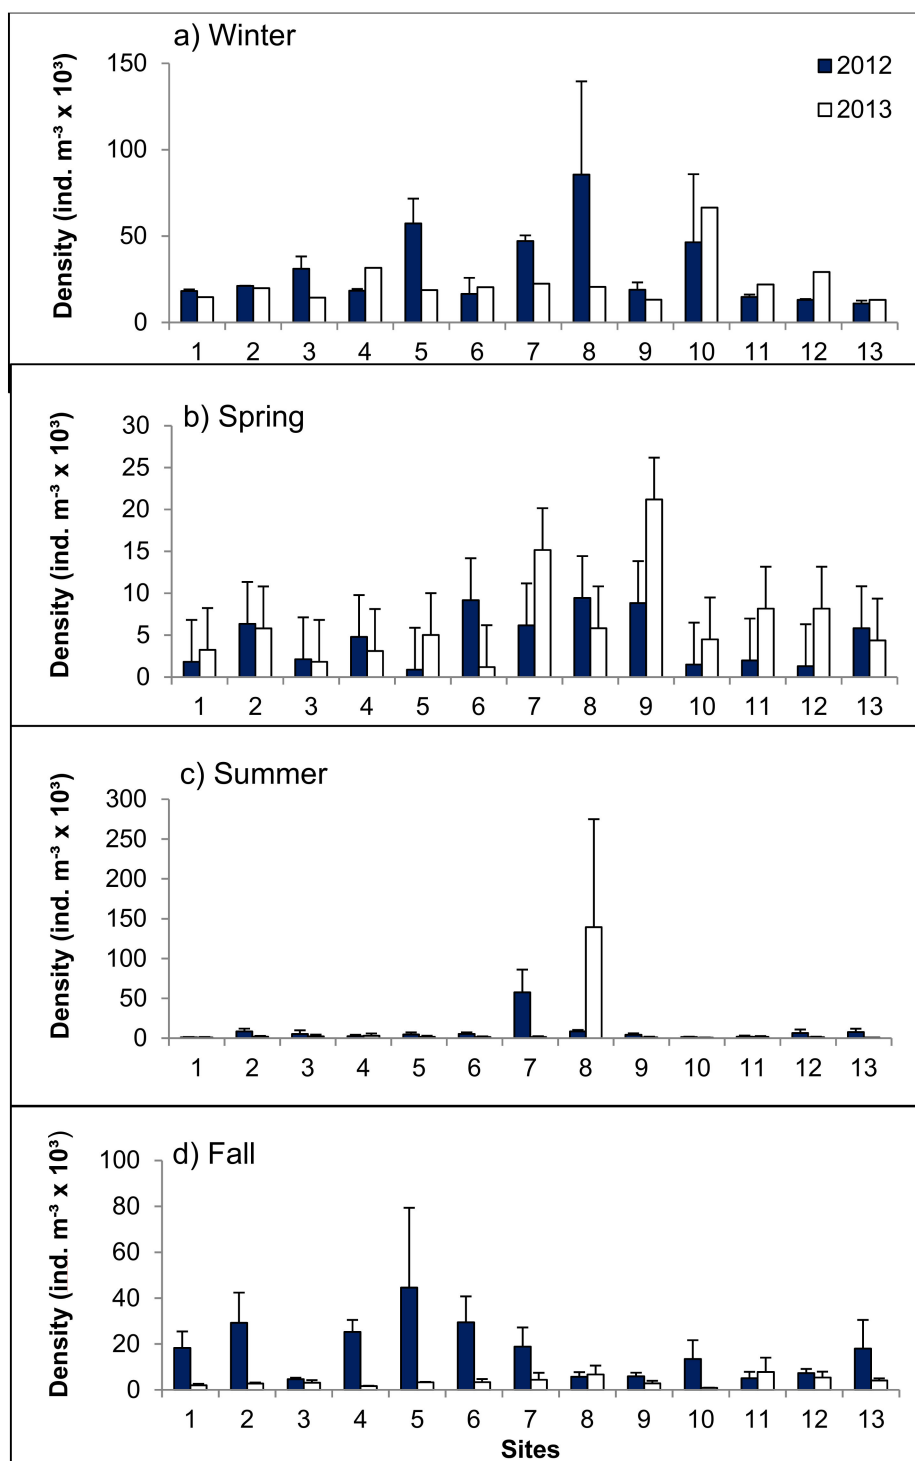 a) Winter
2012
2013
Density (ind. m⁻³ x 10³)
150
100
50
0
1 2 3 4 5 6 7 8 9 10 11 12 13
b) Spring
Density (ind. m⁻³ x 10³)
30
25
20
15
10
5
0
1 2 3 4 5 6 7 8 9 10 11 12 13
c) Summer
Density (ind. m⁻³ x 10³)
300
250
200
150
100
50
0
1 2 3 4 5 6 7 8 9 10 11 12 13
d) Fall
Density (ind. m⁻³ x 10³)
100
80
60
40
20
0
1 2 3 4 5 6 7 8 9 10 11 12 13
Sites